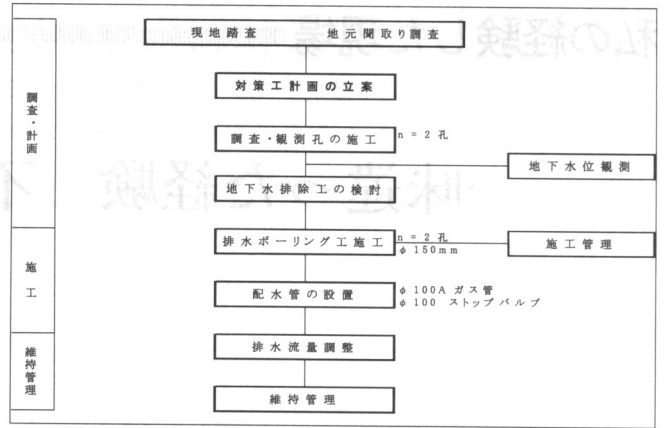 現地踏査 地元聞取り調査
対策工計画の立案
調査・計画
調査・観測孔の施工 n = 2 孔
地下水位観測
地下水排除工の検討
排水ボーリング工施工 n = 2 孔
φ 150mm
施工管理
施工
配水管の設置 φ 100A ガス管
φ 100 ストップバルブ
排水流量調整
維持管理
維持管理